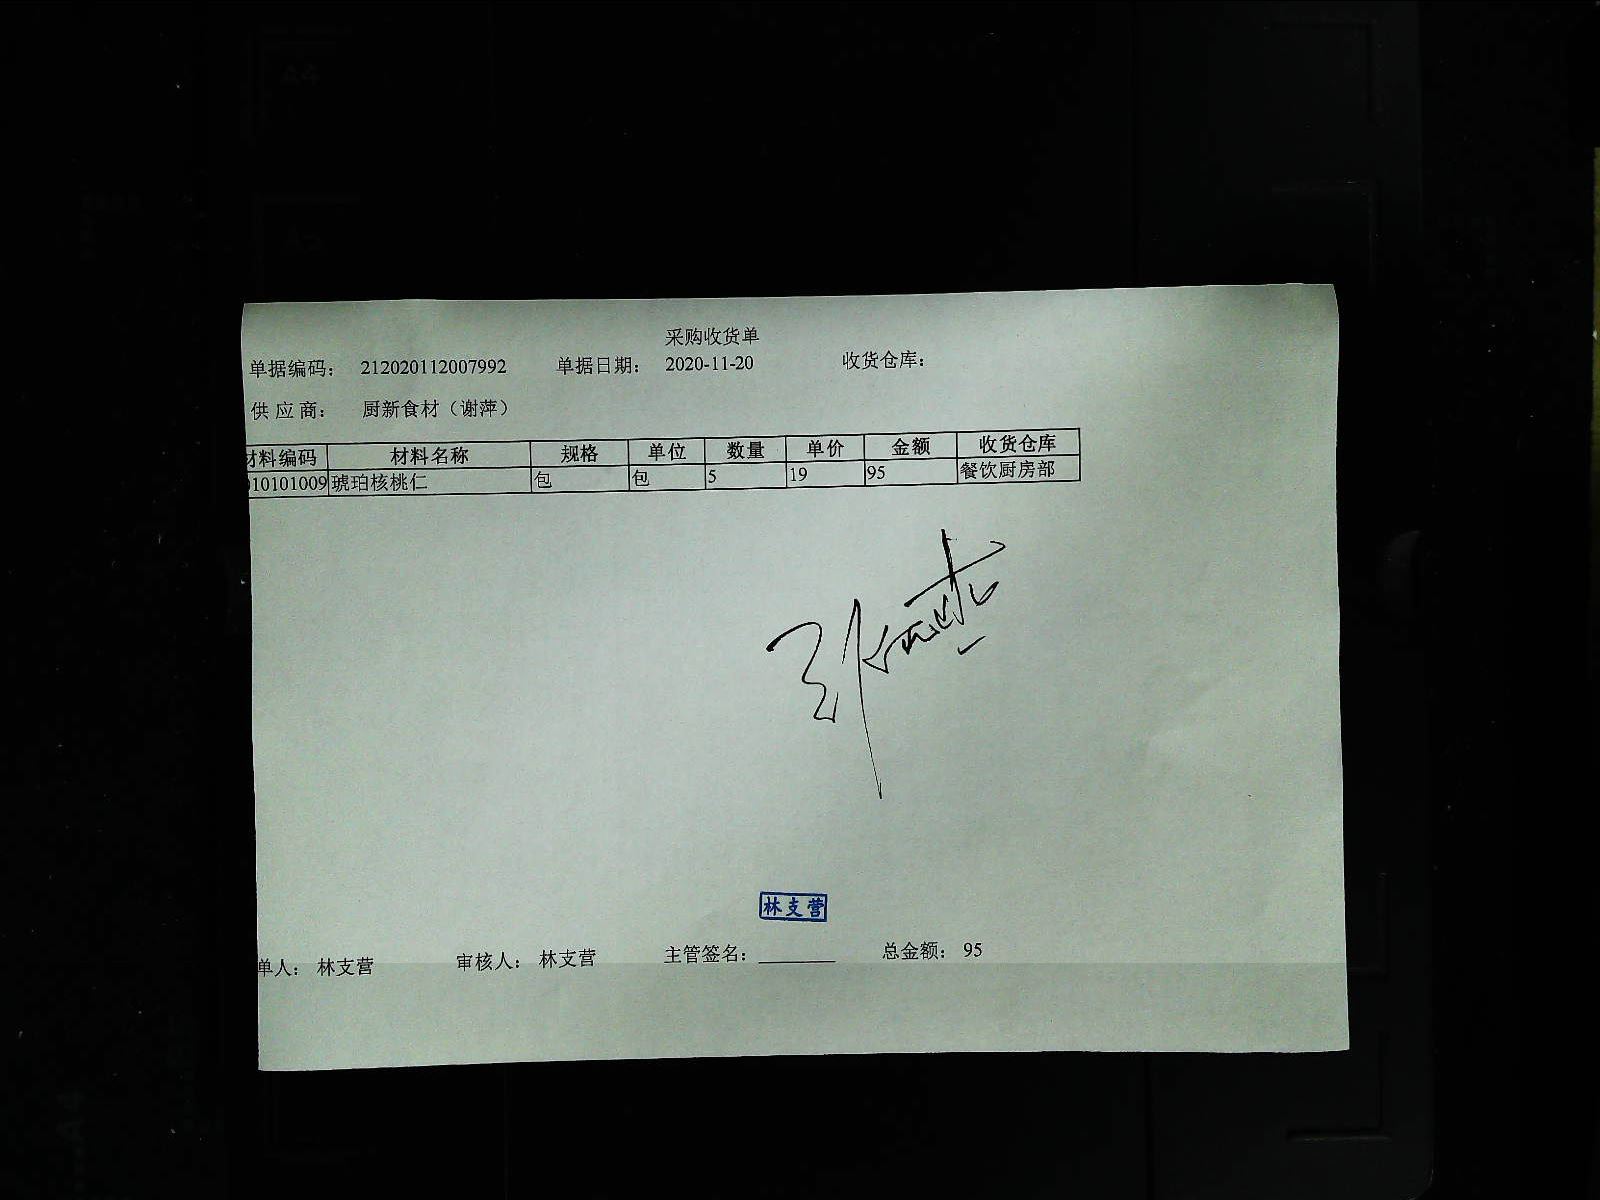 采购收货单
单据编码： 212020112007992 单据日期： 2020-11-20 收货仓库：
供 应 商： 厨新食材（谢萍）
材料编码 材料名称 规格 单位 数量 单价 金额 收货仓库
10101009 琥珀核桃仁 包 包 5 19 95 餐饮厨房部
林支营
单人： 林支营 审核人： 林支营 主管签名： 总金额： 95